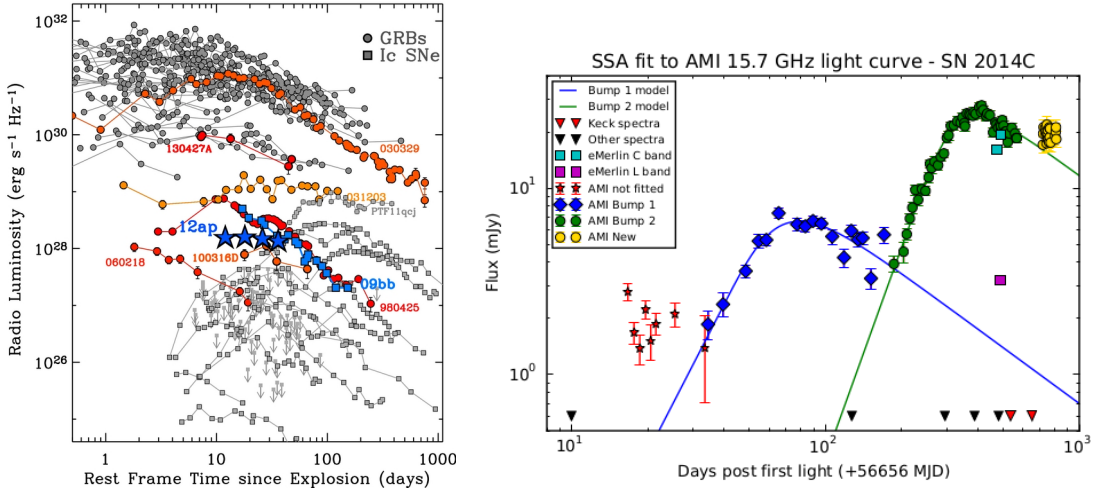 10^32
10^30
10^28
10^26
Radio Luminosity (erg s^-1 Hz^-1)
GRBs
Ic SNe
030329
130427A
031203
PTF11qcj
12ap
060218
100316D
09bb
980425
1
10
100
1000
Rest Frame Time since Explosion (days)
SSA fit to AMI 15.7 GHz light curve - SN 2014C
Bump 1 model
Bump 2 model
Keck spectra
Other spectra
eMerlin C band
eMerlin L band
AMI not fitted
AMI Bump 1
AMI Bump 2
AMI New
Flux (mJy)
10^1
10^0
10^1
10^2
10^3
Days post first light (+56656 MJD)